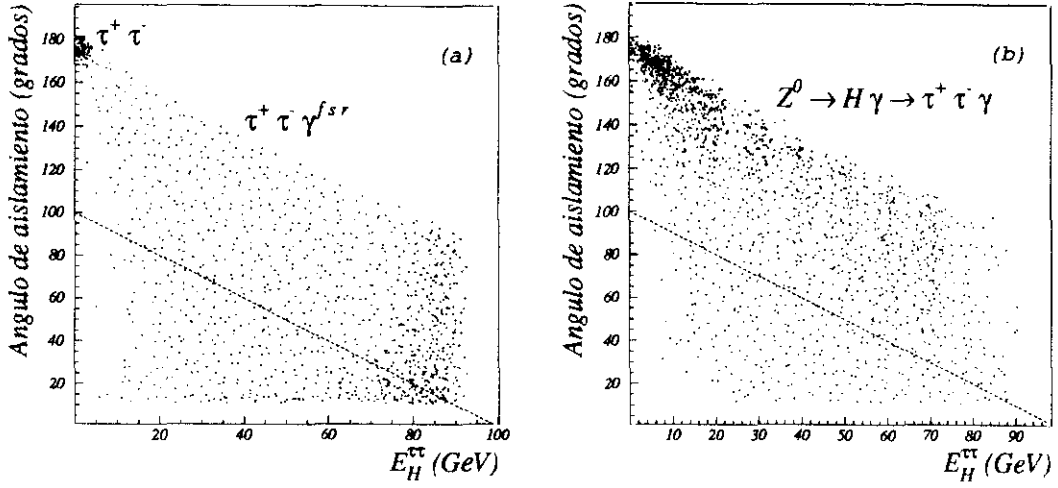 Angulo de aislamiento (grados)
180
160
140
120
100
80
60
40
20
τ⁺ τ⁻
(a)
τ⁺ τ⁻ γ^{fsr}
20 40 60 80 100
E_H^{ττ} (GeV)
Angulo de aislamiento (grados)
180
160
140
120
100
80
60
40
20
(b)
Z⁰ → H γ → τ⁺ τ⁻ γ
10 20 30 40 50 60 70 80 90
E_H^{ττ} (GeV)